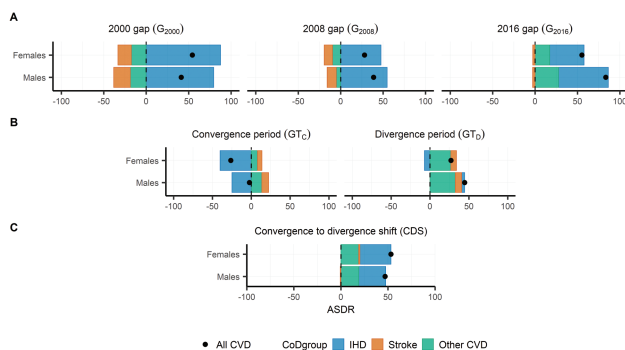 A
2000 gap (G2000)
2008 gap (G2008)
2016 gap (G2016)
Females
Males
-100 -50 0 50 100
-100 -50 0 50 100
-100 -50 0 50 100
B
Convergence period (GTC)
Divergence period (GTD)
Females
Males
-100 -50 0 50 100
-100 -50 0 50 100
C
Convergence to divergence shift (CDS)
Females
Males
-100 -50 0 50 100
ASDR
All CVD CoDgroup IHD Stroke Other CVD